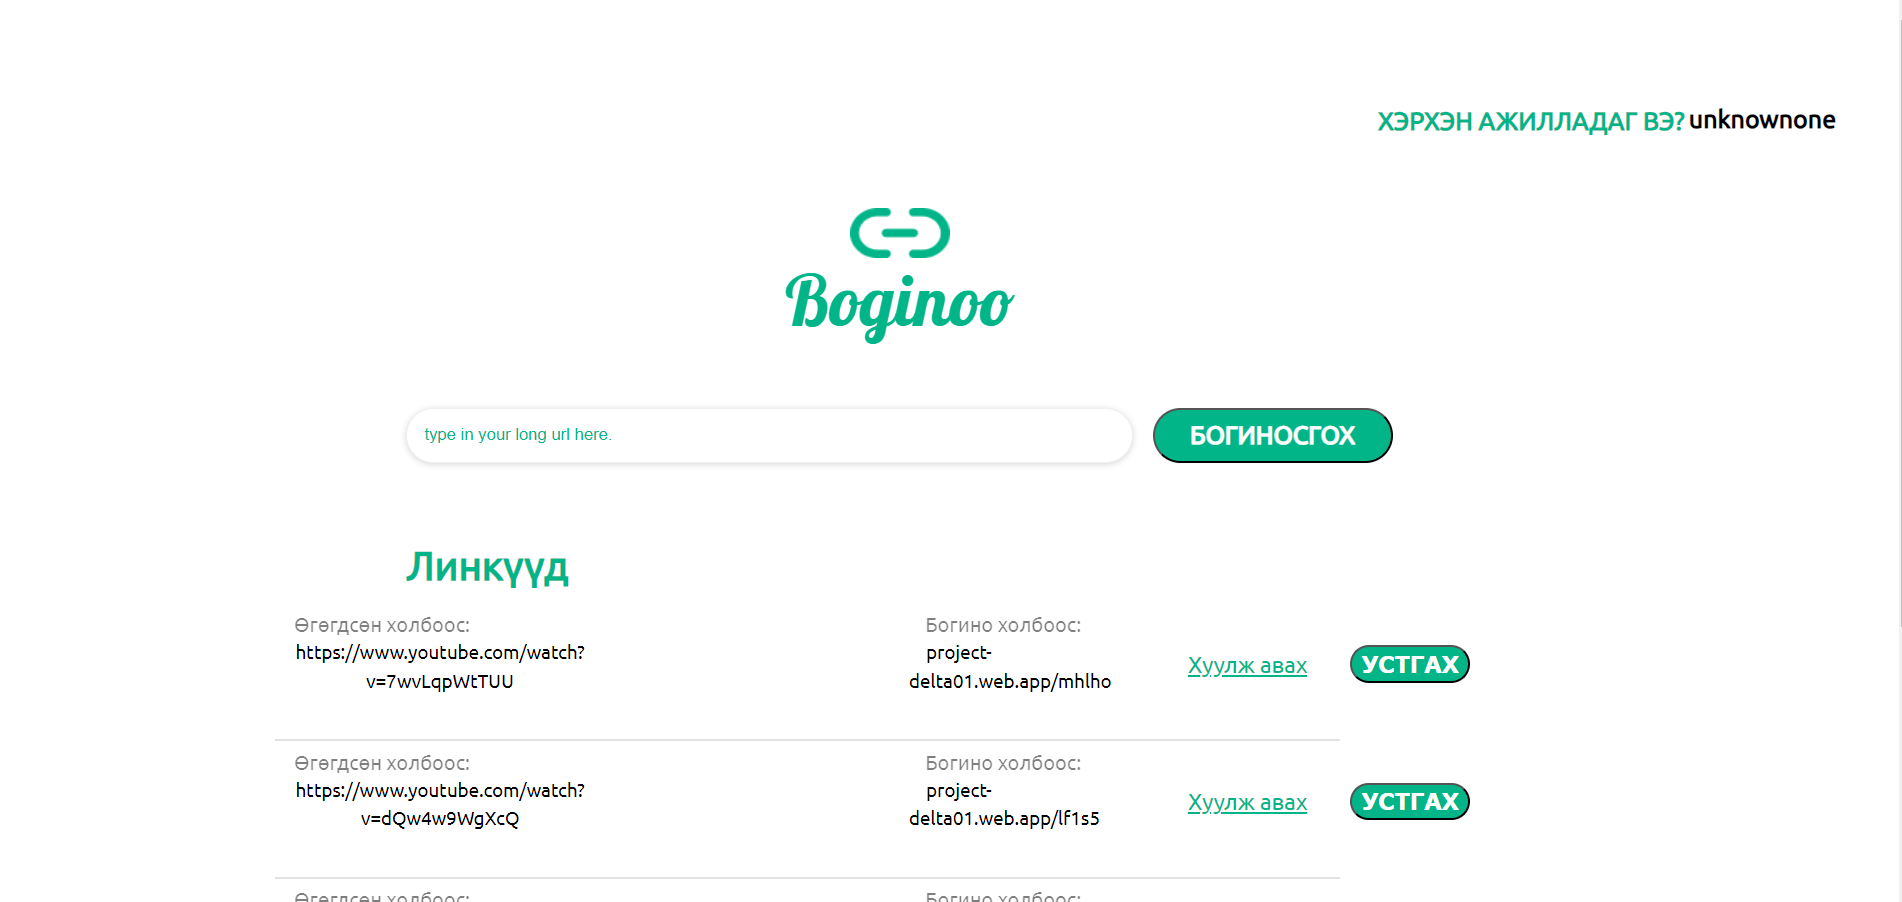 ХЭРХЭН АЖИЛЛАДАГ ВЭ? unknownone
Boginoo
type in your long url here.
БОГИНОСГОХ
Линкүүд
Өгөгдсөн холбоос:
https://www.youtube.com/watch?
v=7wvLqpWtTUU
Богино холбоос:
project-
delta01.web.app/mhlho
Хуулж авах
УСТГАХ
Өгөгдсөн холбоос:
https://www.youtube.com/watch?
v=dQw4w9WgXcQ
Богино холбоос:
project-
delta01.web.app/lf1s5
Хуулж авах
УСТГАХ
Өгөгдсөн холбоос:
Богино холбоос: